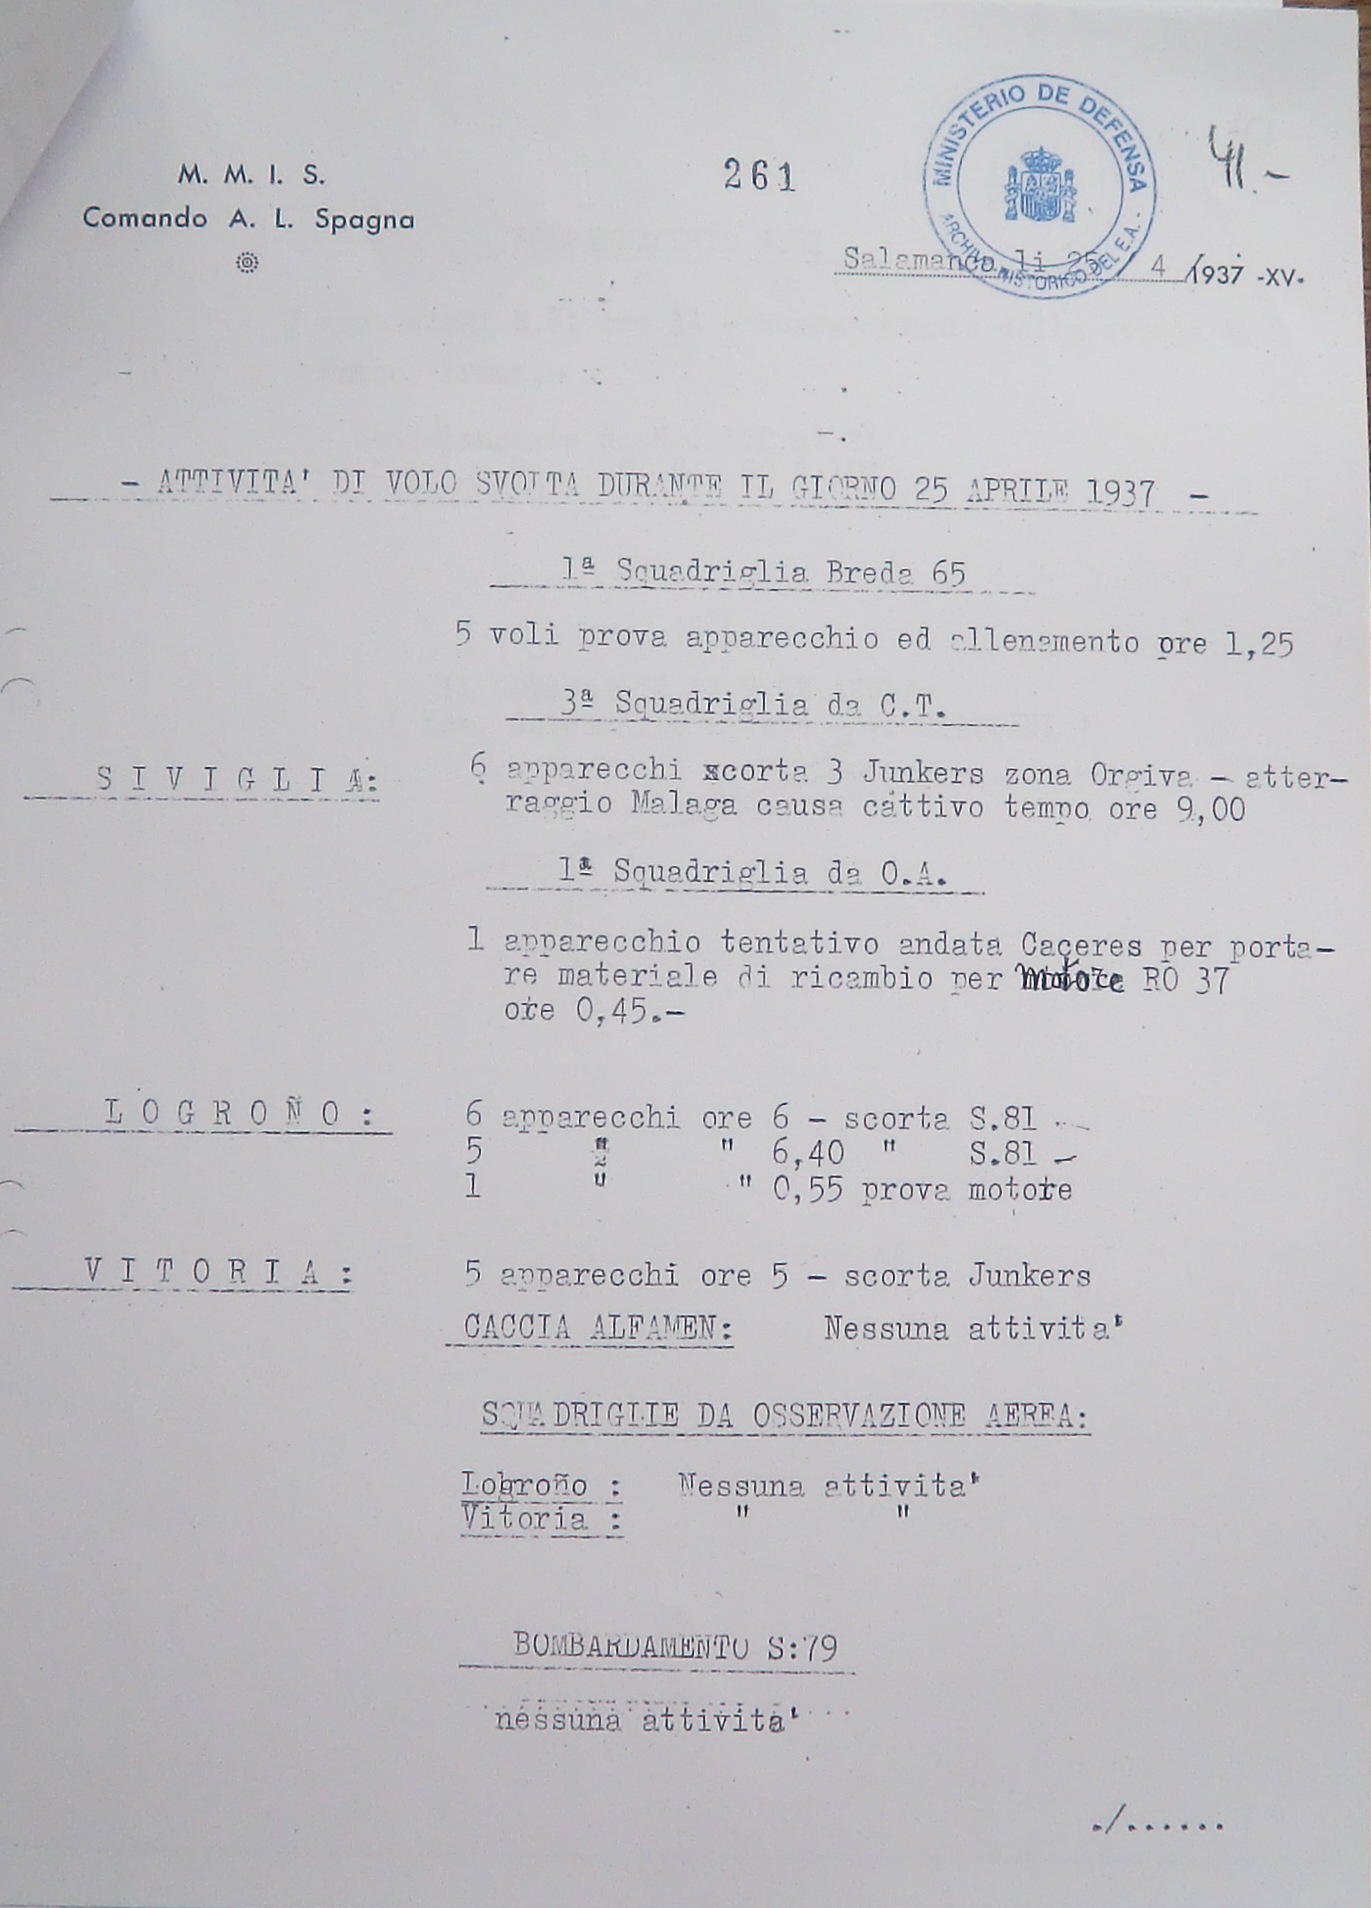 M. M. I. S.
Comando A. L. Spagna
261
MINISTERIO DE DEFENSA
ARCHIVO HISTORICO DEL E.A.-
41.-
Salamanca li 25 / 4 /1937 -XV.
- ATTIVITA' DI VOLO SVOLTA DURANTE IL GIORNO 25 APRILE 1937 -
1ª Squadriglia Breda 65
5 voli prova apparecchio ed allenamento ore 1,25
3ª Squadriglia da C.T.
S I V I G L I A:
6 apparecchi scorta 3 Junkers zona Orgiva - atter-
raggio Malaga causa cattivo tempo ore 9,00
1ª Squadriglia da O.A.
1 apparecchio tentativo andata Caceres per porta-
re materiale di ricambio per motore RO 37
ore 0,45.-
L O G R O Ñ O :
6 apparecchi ore 6 - scorta S.81 -
5 " " 6,40 " S.81 -
1 " " 0,55 prova motore
V I T O R I A :
5 apparecchi ore 5 - scorta Junkers
CACCIA ALFAMEN: Nessuna attivita'
SQUADRIGLIE DA OSSERVAZIONE AEREA:
Logroño : Nessuna attivita'
Vitoria : " "
BOMBARDAMENTO S:79
nessuna attivita'
./......